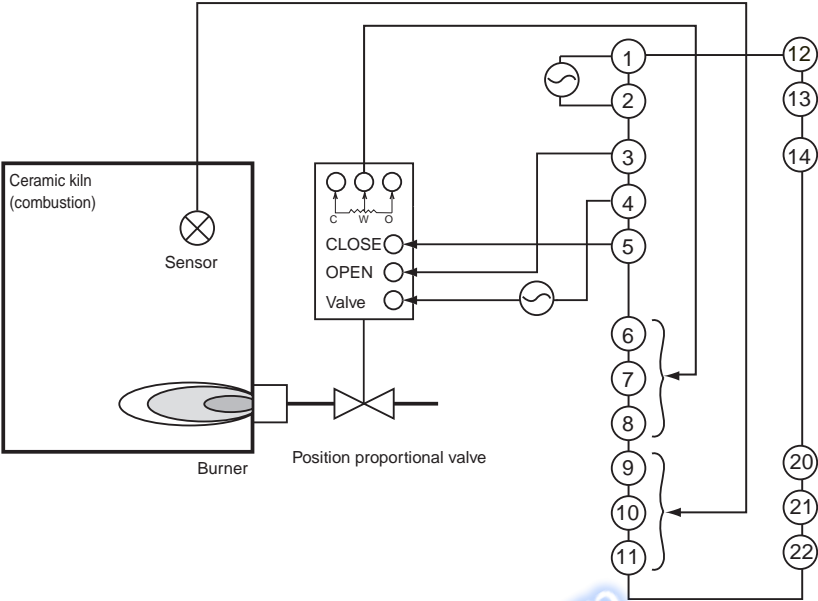 Ceramic kiln
(combustion)
Sensor
Burner
C W O
CLOSE
OPEN
Valve
Position proportional valve
1
2
3
4
5
6
7
8
9
10
11
12
13
14
20
21
22